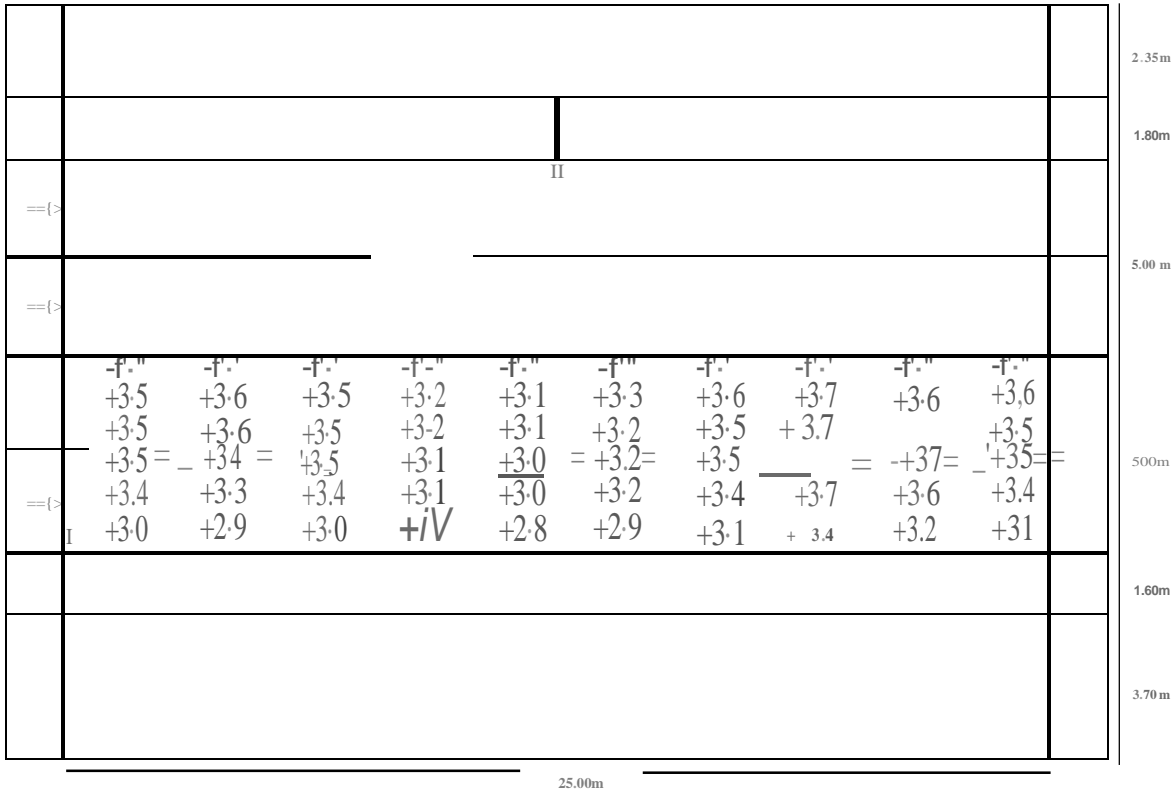 2.35m
1.80m
II
=={>
5.00 m
=={>
-f'·" -f'·' -f'·' -f'-" -f'·" -f'" -f'·' -f'·' -f'·" -f'·"
+3·5 +3·6 +3·5 +3·2 +3·1 +3·3 +3·6 +3·7 +3·6 +3,6
+3·5 +3·6 +3·5 +3-2 +3·1 +3·2 +3·5 + 3.7 +3·5
+3·5 = _ +34 = '+3·5 +3·1 +3·0 = +3.2= +3·5 = -+37= _'+35==
500m
=={> +3.4 +3·3 +3·4 +3·1 +3·0 +3·2 +3·4 +3·7 +3·6 +3.4
I +3·0 +2·9 +3·0 +iV +2·8 +2·9 +3·1 + 3.4 +3.2 +31
1.60m
3.70 m
25.00m